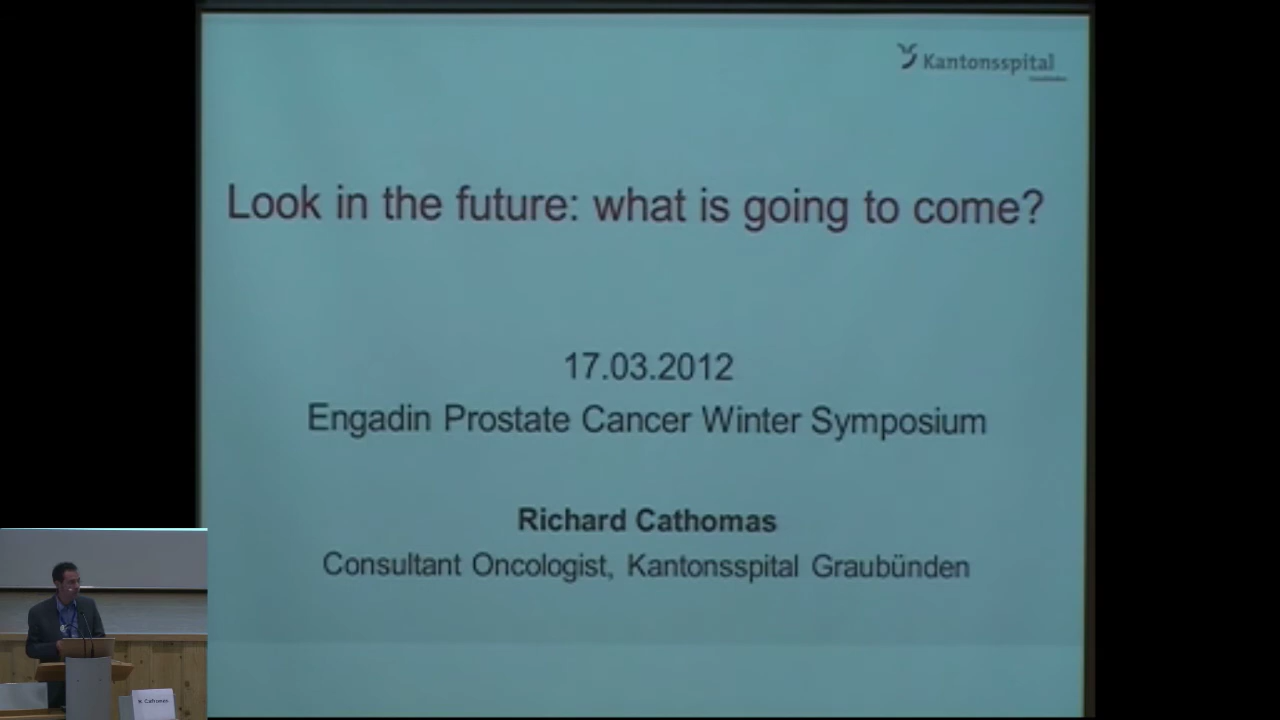 Kantonsspital
Look in the future: what is going to come?
17.03.2012
Engadin Prostate Cancer Winter Symposium
Richard Cathomas
Consultant Oncologist, Kantonsspital Graubünden